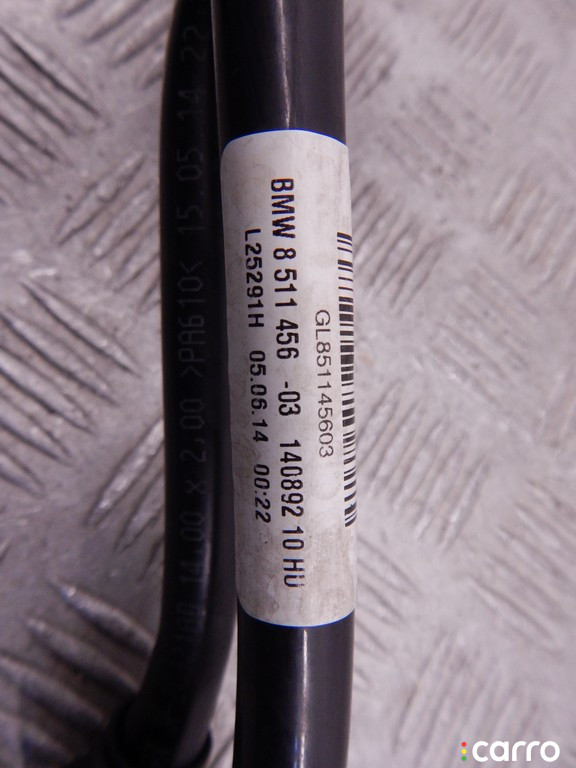 BMW 8 511 456 -03 140892 10 HU
L25291H 05.06.14 00:22
GL851145603
14.00 x 2.00 >PA610< 15.05.14 22
carro